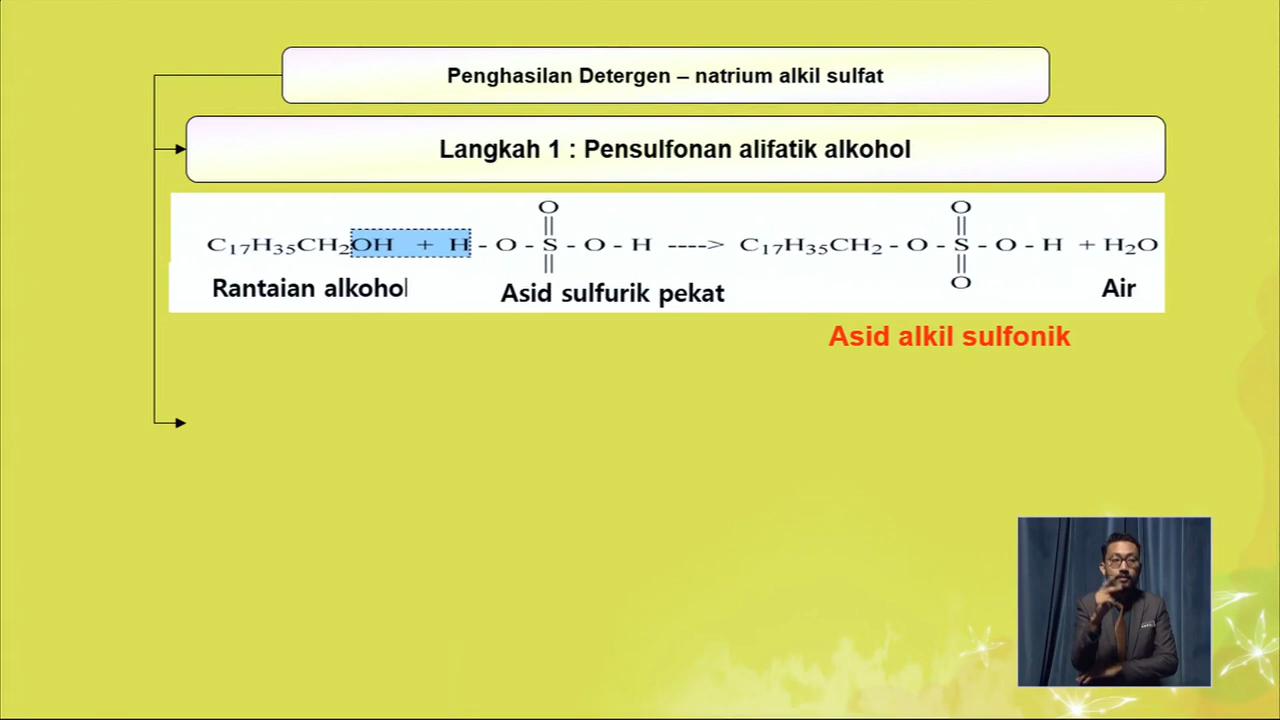 Penghasilan Detergen – natrium alkil sulfat
Langkah 1 : Pensulfonan alifatik alkohol
O O
C₁₇H₃₅CH₂OH + H - O - S - O - H ----> C₁₇H₃₅CH₂ - O - S - O - H + H₂O
O
Rantaian alkohol Asid sulfurik pekat Air
Asid alkil sulfonik